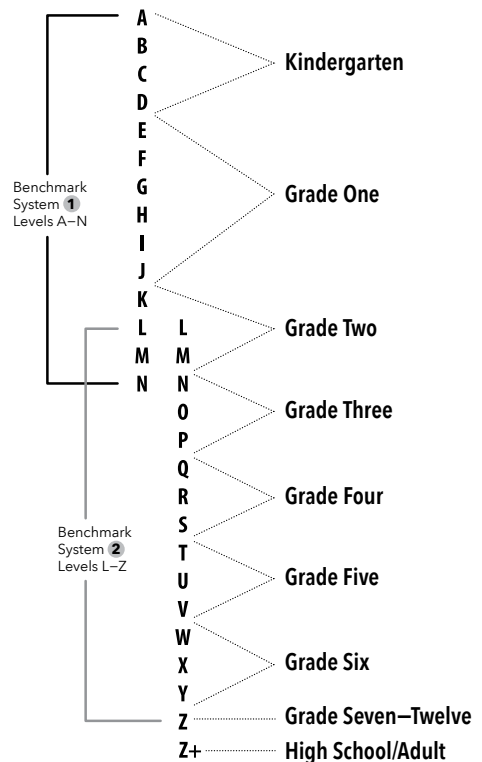 A
B
Kindergarten
C
D
E
F
Benchmark
System 1
Levels A–N
G
Grade One
H
I
J
K
L L
Grade Two
M M
N N
O
Grade Three
P
Q
R
Grade Four
S
Benchmark
System 2
Levels L–Z
T
U
Grade Five
V
W
X
Grade Six
Y
Z
Grade Seven–Twelve
Z+
High School/Adult